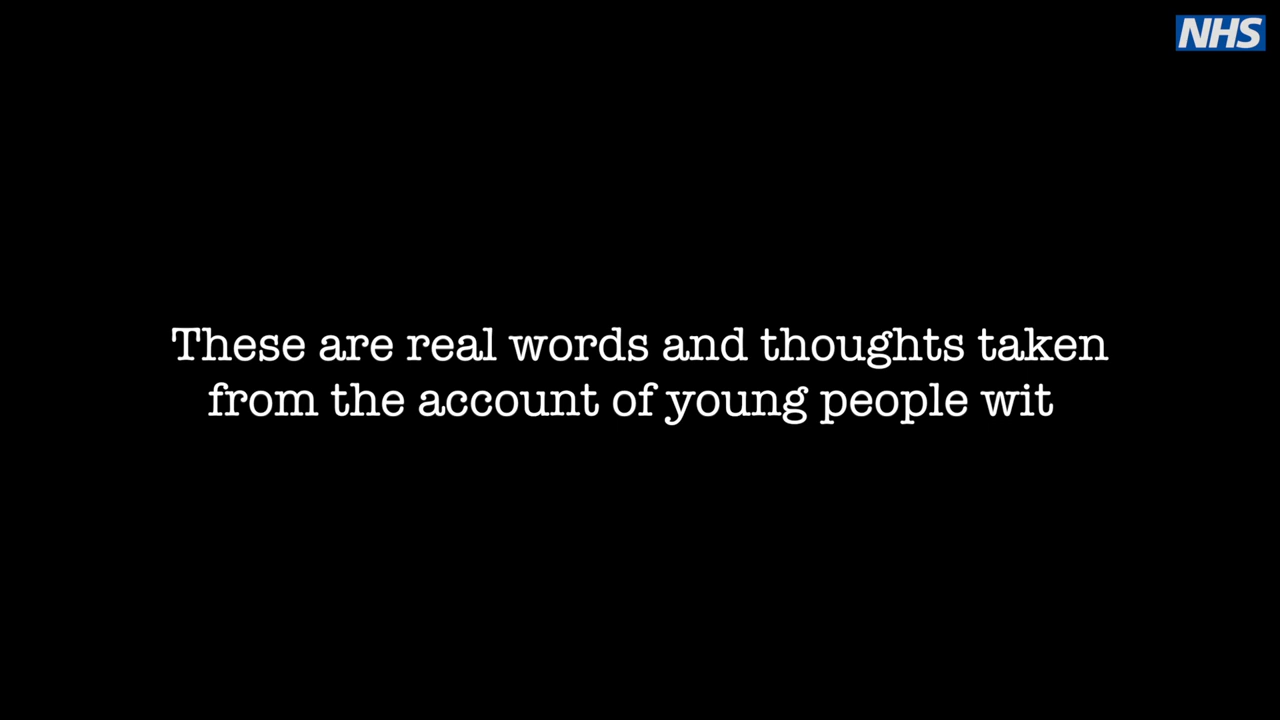 NHS
These are real words and thoughts taken
from the account of young people wit